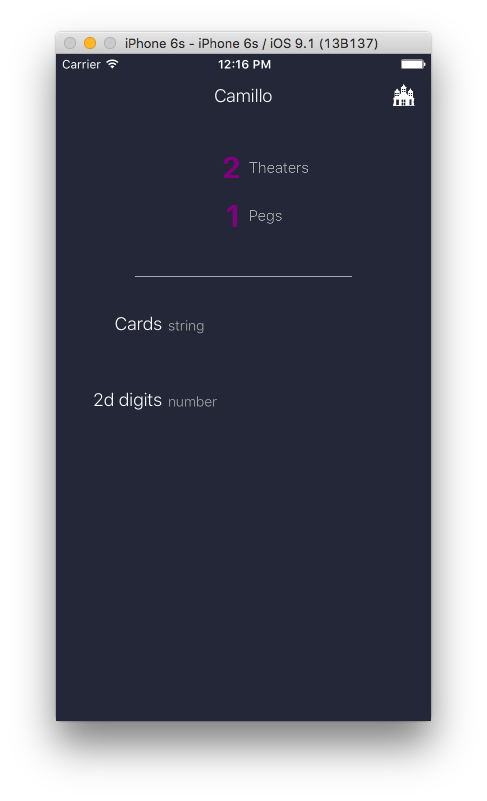 iPhone 6s - iPhone 6s / iOS 9.1 (13B137)
Carrier 12:16 PM
Camillo
2 Theaters
1 Pegs
Cards string
2d digits number